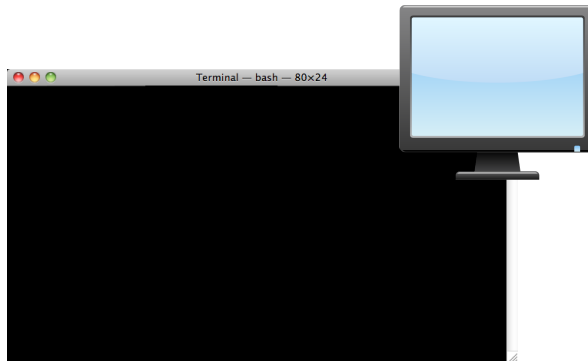 Terminal — bash — 80×24